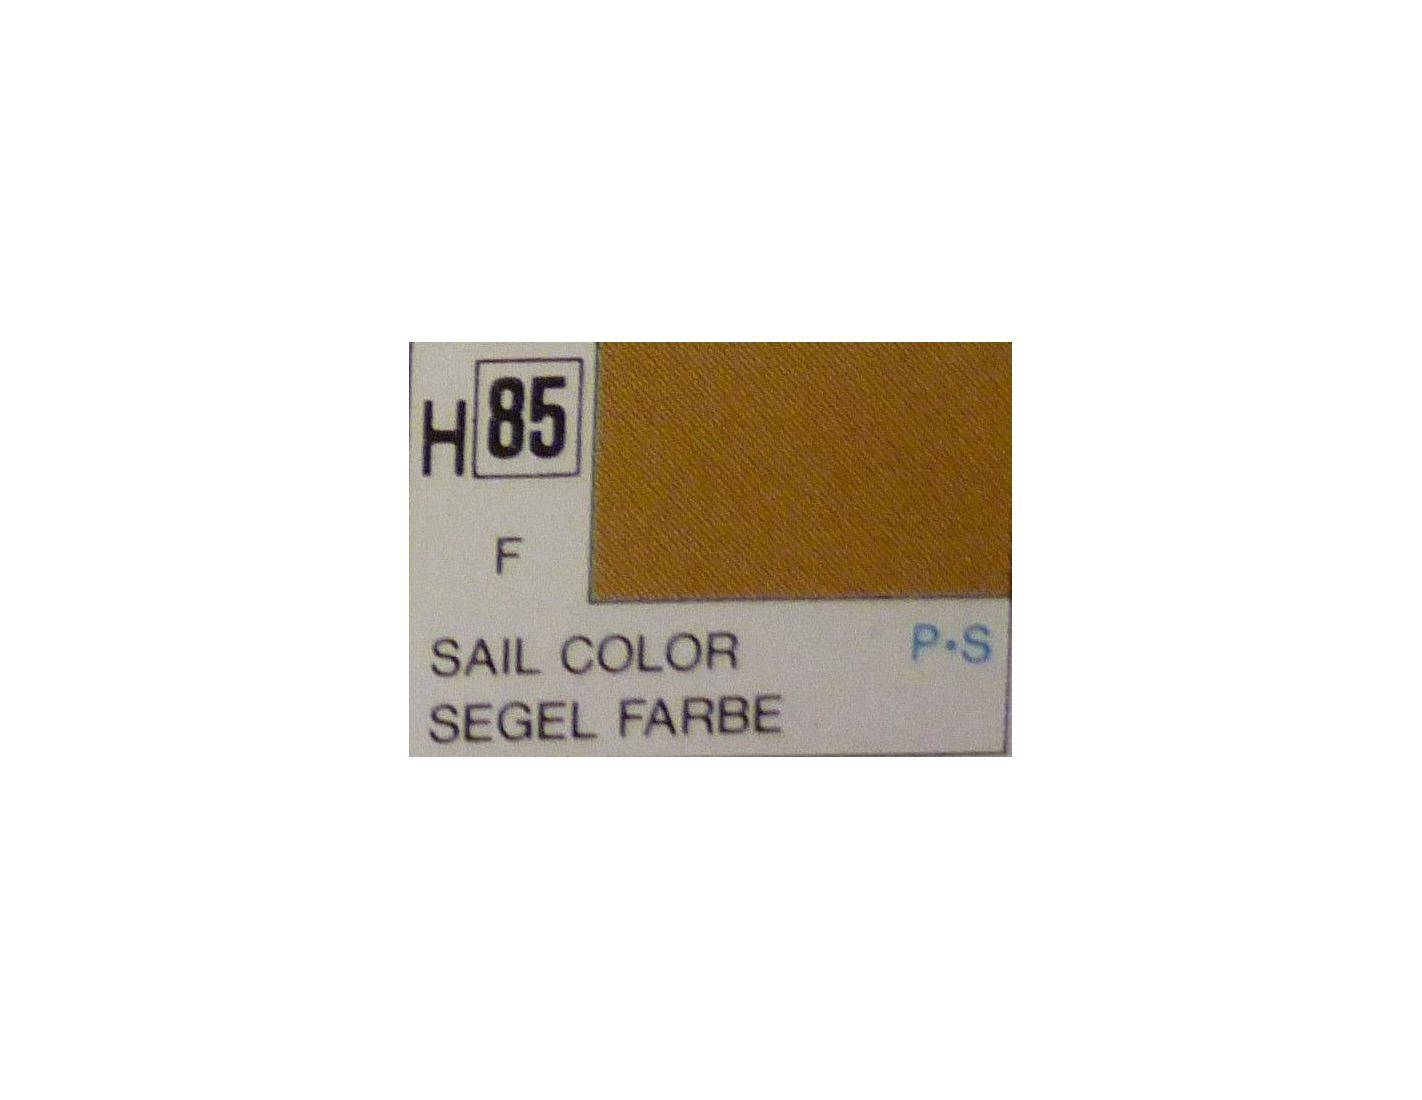 H 85
F
SAIL COLOR P·S
SEGEL FARBE